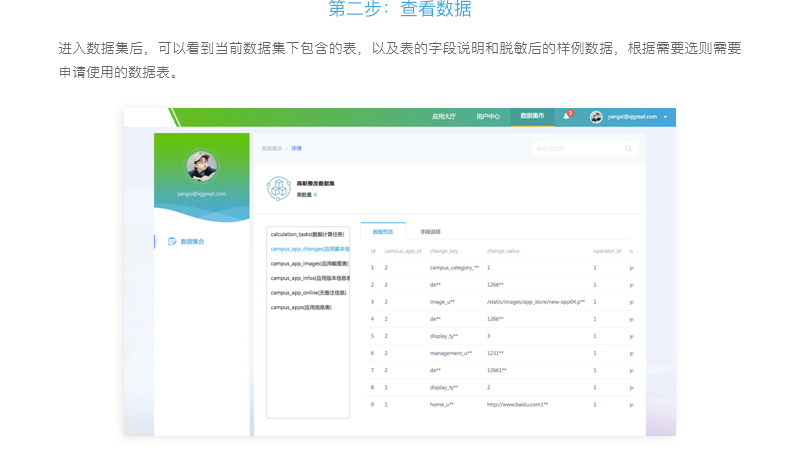 第二步：查看数据
进入数据集后，可以看到当前数据集下包含的表，以及表的字段说明和脱敏后的样例数据，根据需要选则需要
申请使用的数据表。
应用大厅 用户中心 数据集市 yangxi@xjgreat.com
数据集合 / 详情
高职整改数据集
表数量 6
yangxi@xjgreat.com
数据集合
calculation_tasks(数据计算任务)
campus_app_changes(应用基本信
campus_app_images(应用截图表)
campus_app_infos(应用版本信息表
campus_app_online(无备注信息)
campus_apps(应用信息表)
数据预览 字段说明
id campus_app_id change_key change_value operator_id
1 2 campus_category_** 1 1
2 2 de** 1266** 1
3 2 image_u** /static/images/app_store/new-app04.p** 1
4 2 de** 1266** 1
5 2 display_ty** 3 1
6 2 management_u** 1231** 1
7 2 de** 12661** 1
8 1 display_ty** 2 1
9 1 home_u** http://www.baidu.com1** 1